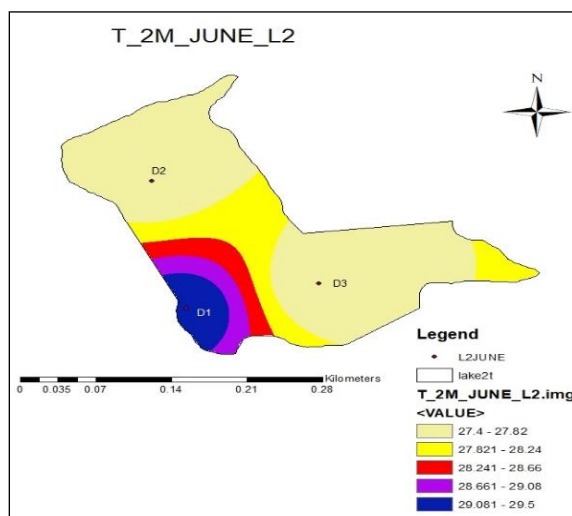 T_2M_JUNE_L2
N
D2
D3
D1
Legend
L2JUNE
lake2t
T_2M_JUNE_L2.img
<VALUE>
27.4 - 27.82
27.821 - 28.24
28.241 - 28.66
28.661 - 29.08
29.081 - 29.5
Kilometers
0 0.035 0.07 0.14 0.21 0.28